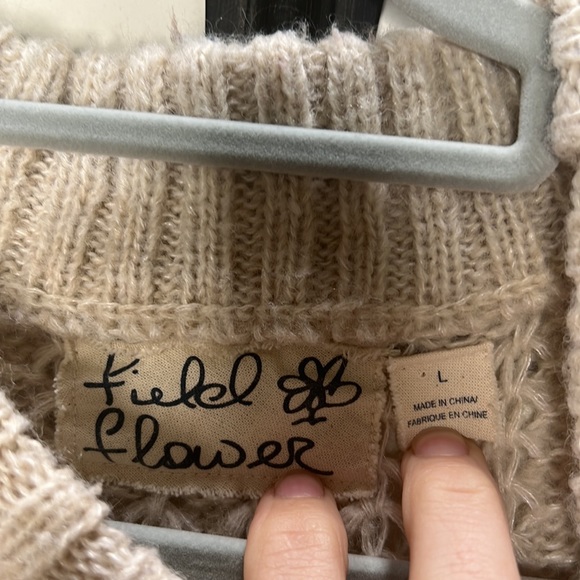 Field
flower
L
MADE IN CHINA/
FABRIQUE EN CHINE